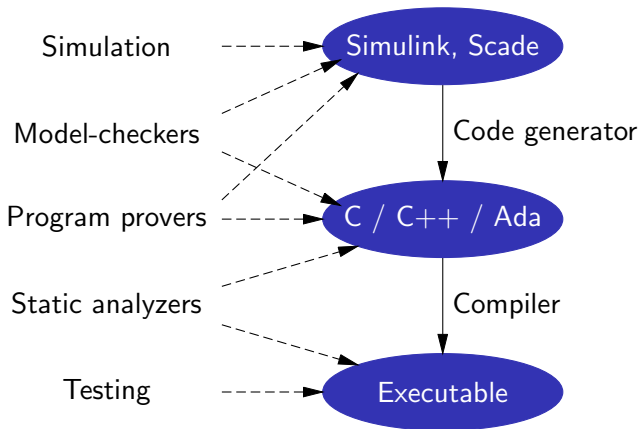 Simulation
Simulink, Scade
Model-checkers
Code generator
Program provers
C / C++ / Ada
Static analyzers
Compiler
Testing
Executable